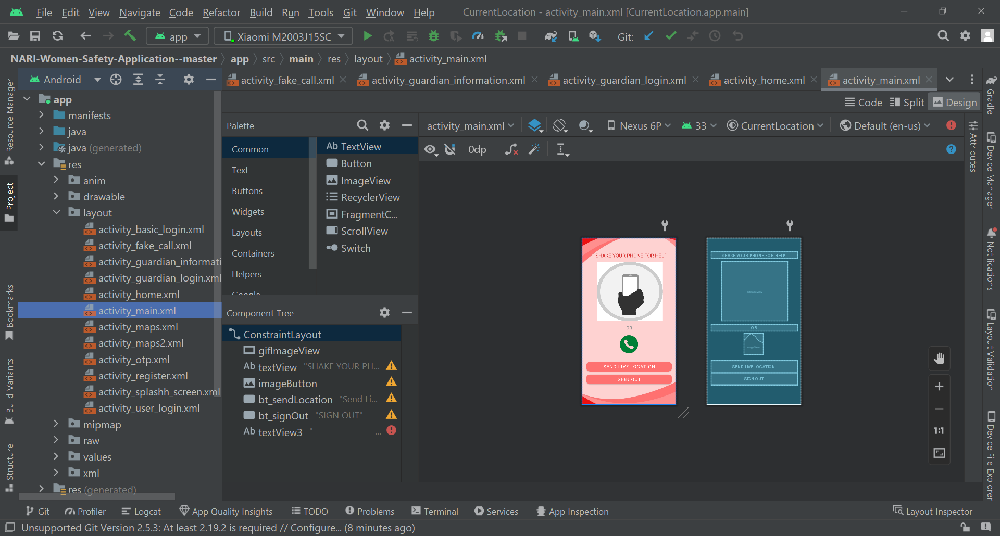 File Edit View Navigate Code Refactor Build Run Tools Git Window Help CurrentLocation - activity_main.xml [CurrentLocation.app.main]
app Xiaomi M2003J15SC Git:
NARI-Women-Safety-Application--master app src main res layout activity_main.xml
Android
activity_fake_call.xml activity_guardian_information.xml activity_guardian_login.xml activity_home.xml activity_main.xml
Code Split Design
Resource Manager
Project
Bookmarks
Build Variants
Structure
app
manifests
java
java (generated)
res
anim
drawable
layout
activity_basic_login.xml
activity_fake_call.xml
activity_guardian_informati
activity_guardian_login.xml
activity_home.xml
activity_main.xml
activity_maps.xml
activity_maps2.xml
activity_otp.xml
activity_register.xml
activity_splashh_screen.xml
activity_user_login.xml
mipmap
raw
values
xml
res (generated)
Palette
Common
Text
Buttons
Widgets
Layouts
Containers
Helpers
Google
Ab TextView
Button
ImageView
RecyclerView
FragmentC...
ScrollView
Switch
Component Tree
ConstraintLayout
gifImageView
Ab textView "SHAKE YOUR PH...
imageButton
bt_sendLocation "Send Li...
bt_signOut "SIGN OUT"
Ab textView3 "------------------...
activity_main.xml Nexus 6P 33 CurrentLocation Default (en-us)
0dp
SHAKE YOUR PHONE FOR HELP
OR
SEND LIVE LOCATION
SIGN OUT
SHAKE YOUR PHONE FOR HELP
gifImageView
OR
ImageView
SEND LIVE LOCATION
SIGN OUT
1:1
Attributes
Gradle
Device Manager
Notifications
Layout Validation
Device File Explorer
Git Profiler Logcat App Quality Insights TODO Problems Terminal Services App Inspection Layout Inspector
Unsupported Git Version 2.5.3: At least 2.19.2 is required // Configure... (8 minutes ago)